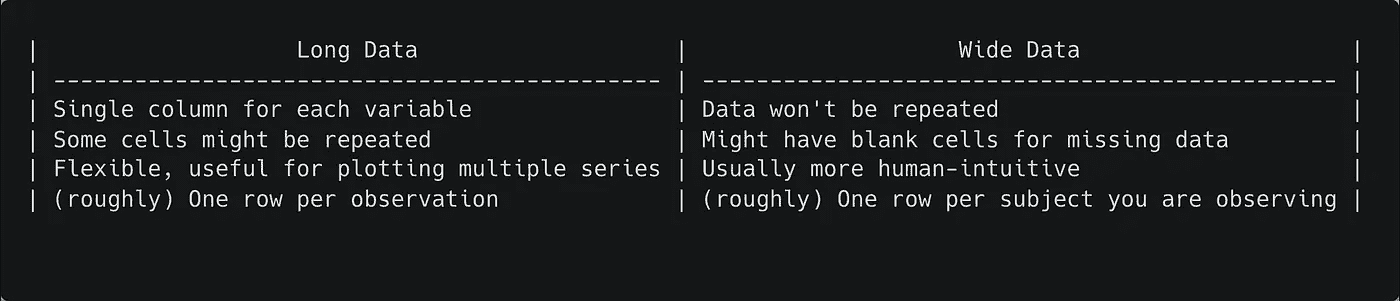 | Long Data | Wide Data |
| --------------------------------------------- | ----------------------------------------------- |
| Single column for each variable | Data won't be repeated |
| Some cells might be repeated | Might have blank cells for missing data |
| Flexible, useful for plotting multiple series | Usually more human-intuitive |
| (roughly) One row per observation | (roughly) One row per subject you are observing |